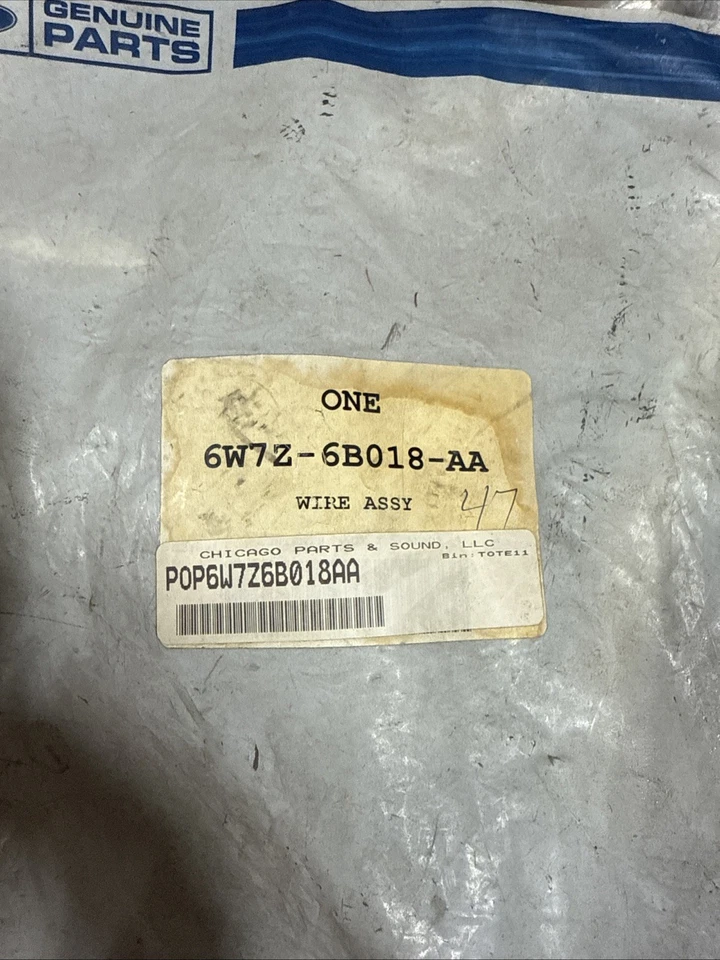 GENUINE
PARTS
ONE
6W7Z-6B018-AA
WIRE ASSY 47
CHICAGO PARTS & SOUND, LLC
Bin:TOTE11
POP6W7Z6B018AA